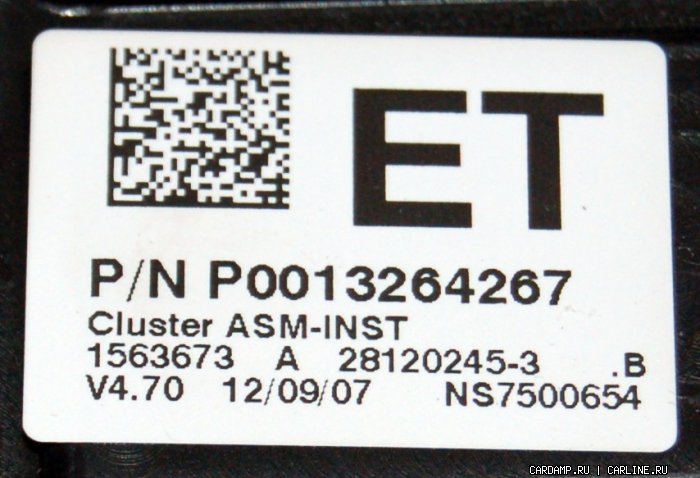 ET
P/N P0013264267
Cluster ASM-INST
1563673 A 28120245-3 .B
V4.70 12/09/07 NS7500654
CARDAMP.RU | CARLINE.RU